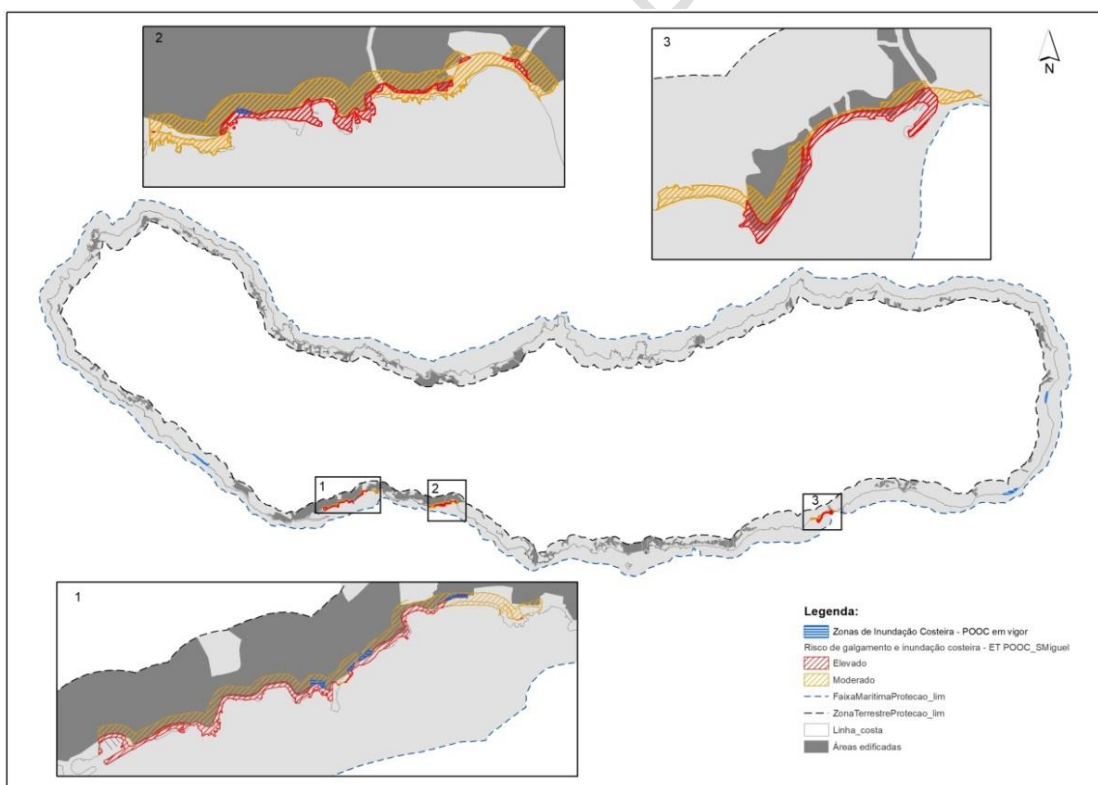 2
3
N
1
2
3
1
Legenda:
Zonas de Inundação Costeira - POOC em vigor
Risco de galgamento e inundação costeira - ET POOC_SMiguel
Elevado
Moderado
FaixaMaritimaProtecao_lim
ZonaTerrestreProtecao_lim
Linha_costa
Áreas edificadas